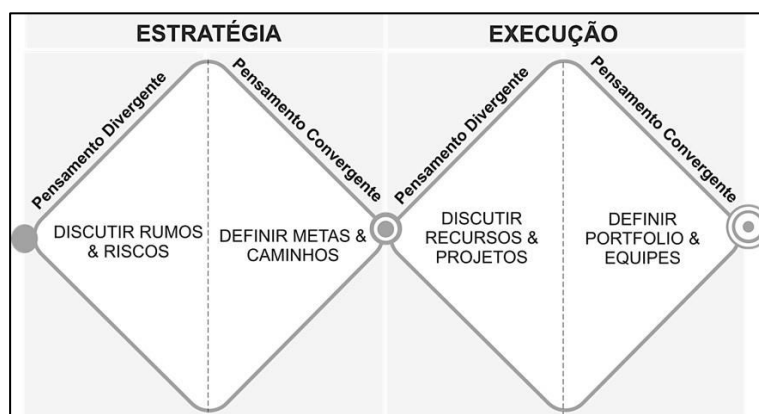 ESTRATÉGIA
EXECUÇÃO
Pensamento Divergente
Pensamento Convergente
Pensamento Divergente
Pensamento Convergente
DISCUTIR RUMOS
& RISCOS
DEFINIR METAS &
CAMINHOS
DISCUTIR
RECURSOS &
PROJETOS
DEFINIR
PORTFOLIO &
EQUIPES